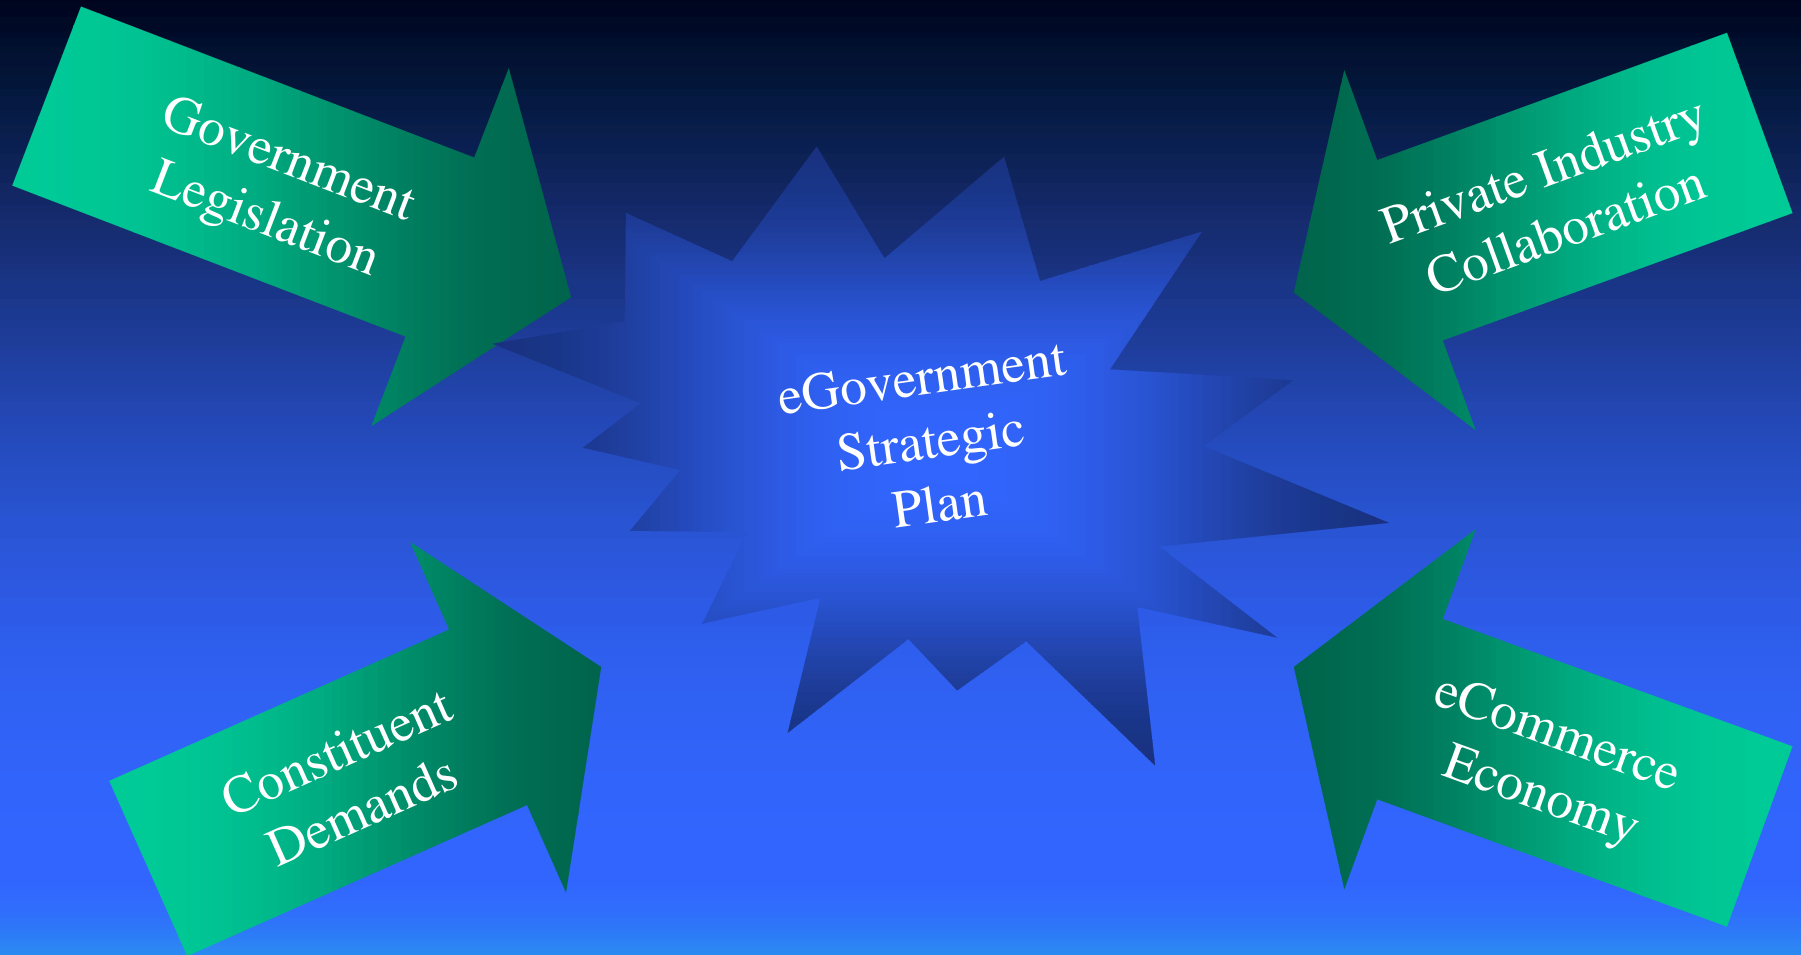 Government
Legislation
Private Industry
Collaboration
eGovernment
Strategic
Plan
Constituent
Demands
eCommerce
Economy